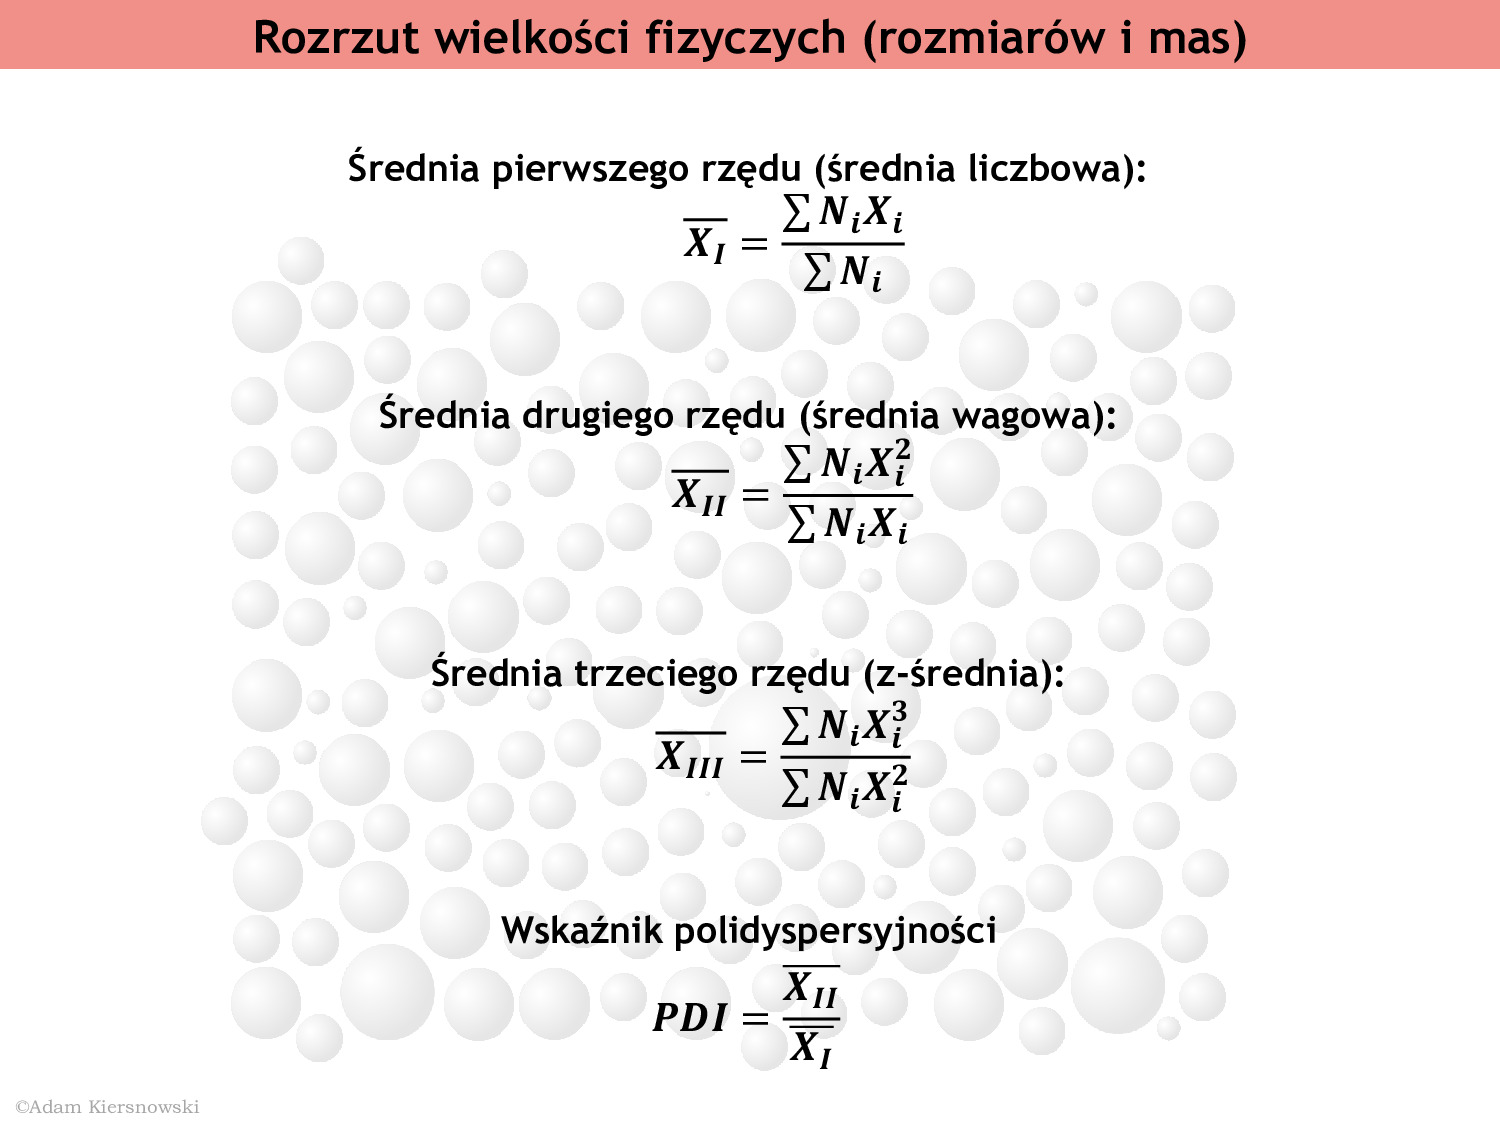 Rozrzut wielkości fizyczych (rozmiarów i mas)
Średnia pierwszego rzędu (średnia liczbowa):
$\overline{X_I} = \frac{\sum N_i X_i}{\sum N_i}$
Średnia drugiego rzędu (średnia wagowa):
$\overline{X_{II}} = \frac{\sum N_i X_i^2}{\sum N_i X_i}$
Średnia trzeciego rzędu (z-średnia):
$\overline{X_{III}} = \frac{\sum N_i X_i^3}{\sum N_i X_i^2}$
Wskaźnik polidyspersyjności
$PDI = \frac{\overline{X_{II}}}{\overline{X_I}}$
©Adam Kiersnowski